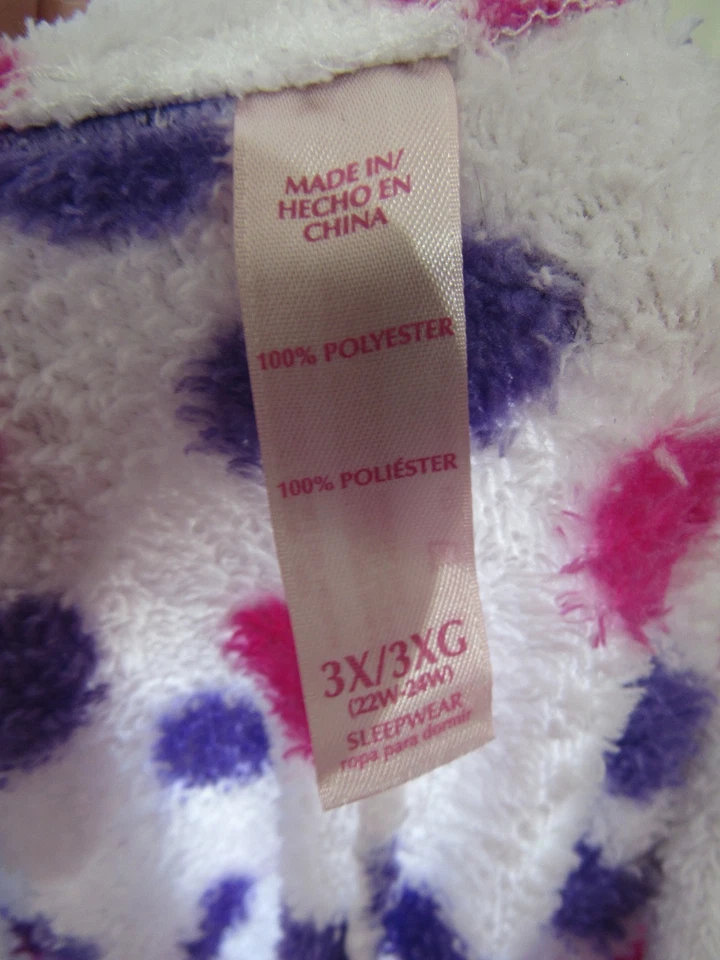 MADE IN/
HECHO EN
CHINA
100% POLYESTER
100% POLIÉSTER
3X/3XG
(22W-24W)
SLEEPWEAR
ropa para dormir